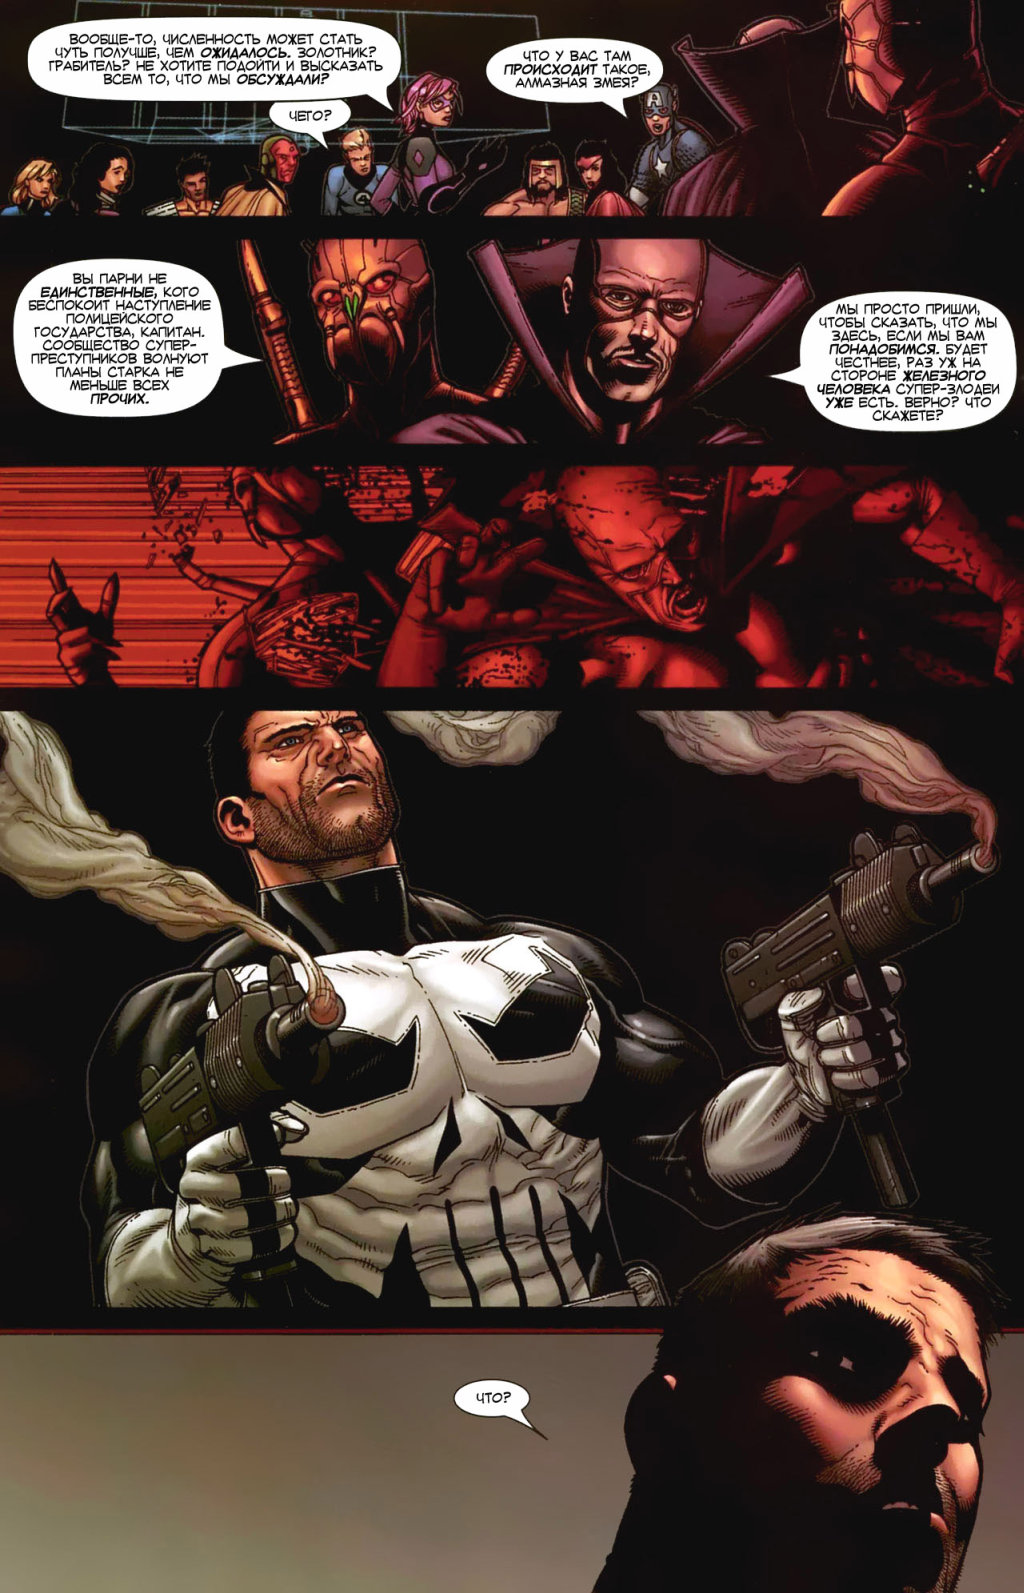 ВООБЩЕ-ТО, ЧИСЛЕННОСТЬ МОЖЕТ СТАТЬ
ЧУТЬ ПОЛУЧШЕ, ЧЕМ ОЖИДАЛОСЬ. ЗОЛОТНИК?
ГРАБИТЕЛЬ? НЕ ХОТИТЕ ПОДОЙТИ И ВЫСКАЗАТЬ
ВСЕМ ТО, ЧТО МЫ ОБСУЖДАЛИ?
ЧЕГО?
ЧТО У ВАС ТАМ
ПРОИСХОДИТ ТАКОЕ,
АЛМАЗНАЯ ЗМЕЯ?
A
ВЫ ПАРНИ НЕ
ЕДИНСТВЕННЫЕ, КОГО
БЕСПОКОИТ НАСТУПЛЕНИЕ
ПОЛИЦЕЙСКОГО
ГОСУДАРСТВА, КАПИТАН.
СООБЩЕСТВО СУПЕР-
ПРЕСТУПНИКОВ ВОЛНУЮТ
ПЛАНЫ СТАРКА НЕ
МЕНЬШЕ ВСЕХ
ПРОЧИХ.
МЫ ПРОСТО ПРИШЛИ,
ЧТОБЫ СКАЗАТЬ, ЧТО МЫ
ЗДЕСЬ, ЕСЛИ МЫ ВАМ
ПОНАДОБИМСЯ. БУДЕТ
ЧЕСТНЕЕ, РАЗ УЖ НА
СТОРОНЕ ЖЕЛЕЗНОГО
ЧЕЛОВЕКА СУПЕР-ЗЛОДЕИ
УЖЕ ЕСТЬ. ВЕРНО? ЧТО
СКАЖЕТЕ?
ЧТО?